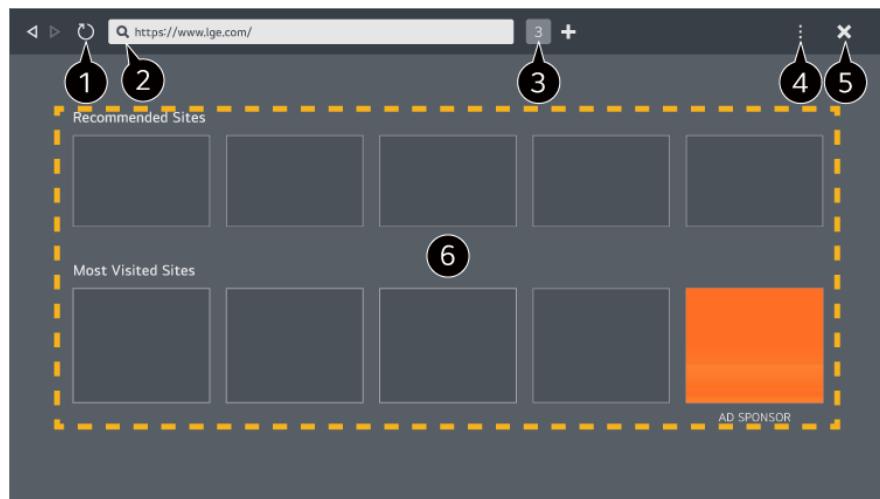 https://www.lge.com/ 3
1 2 3 4 5
Recommended Sites
6
Most Visited Sites
AD SPONSOR